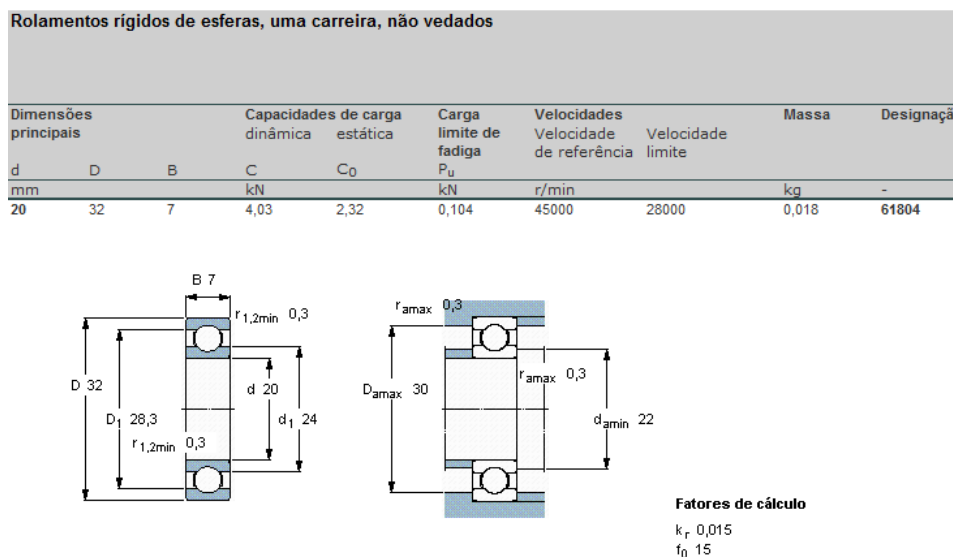 Rolamentos rígidos de esferas, uma carreira, não vedados
Dimensões Capacidades de carga Carga Velocidades Massa Designaçã
principais dinâmica estática limite de Velocidade Velocidade
fadiga de referência limite
d D B C C0 Pu
mm kN kN r/min kg -
20 32 7 4,03 2,32 0,104 45000 28000 0,018 61804
B 7
r1,2min 0,3
ramax 0,3
D 32
d 20
Damax 30
ramax 0,3
D1 28,3
d1 24
damin 22
r1,2min 0,3
Fatores de cálculo
kr 0,015
f0 15